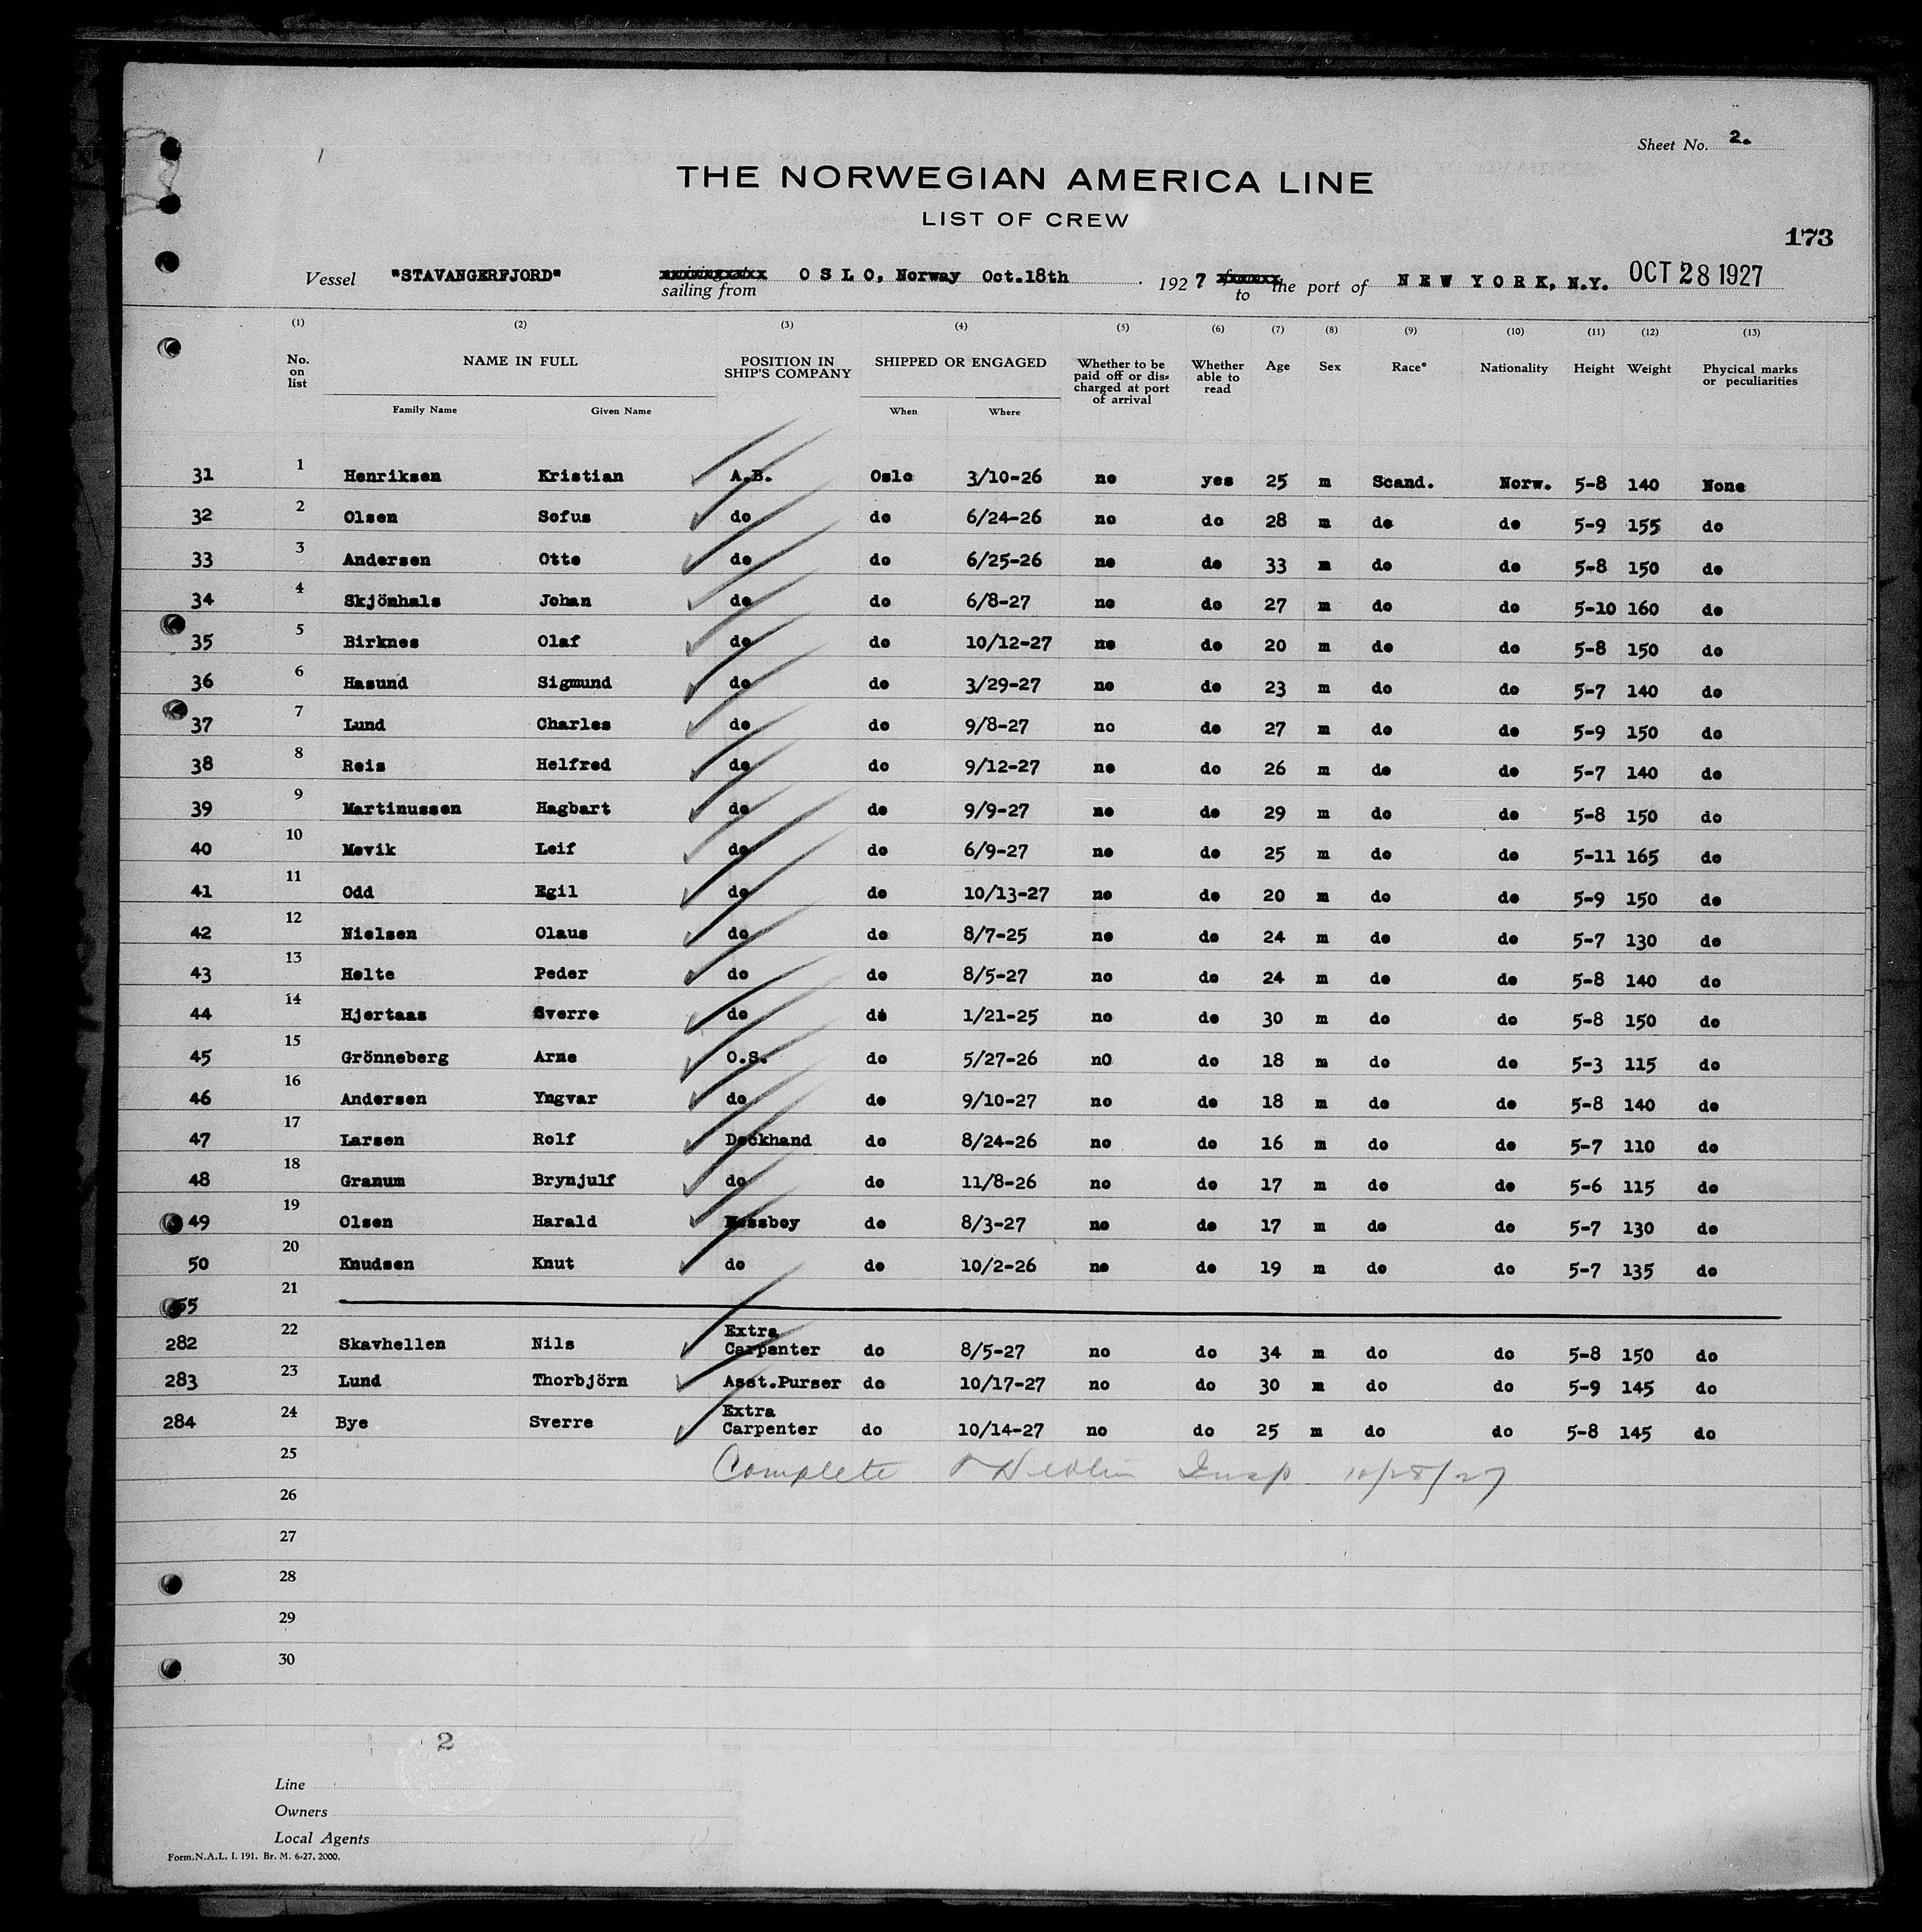 Sheet No. 2.
THE NORWEGIAN AMERICA LINE
LIST OF CREW
173
Vessel "STAVANGERFJORD" sailing from OSLO, Norway Oct.18th 1927 to the port of NEW YORK, N.Y. OCT 28 1927
(1) (2) (3) (4) (5) (6) (7) (8) (9) (10) (11) (12) (13)
No. on list NAME IN FULL POSITION IN SHIP'S COMPANY SHIPPED OR ENGAGED Whether to be paid off or discharged at port of arrival Whether able to read Age Sex Race* Nationality Height Weight Phycical marks or peculiarities
Family Name Given Name When Where
31 1 Henriksen Kristian A.B. Oslo 3/10-26 no yes 25 m Scand. Norw. 5-8 140 None
32 2 Olsen Sofus do do 6/24-26 no do 28 m do do 5-9 155 do
33 3 Andersen Otto do do 6/25-26 no do 33 m do do 5-8 150 do
34 4 Skjönhals Johan do do 6/8-27 no do 27 m do do 5-10 160 do
35 5 Birknes Olaf do do 10/12-27 no do 20 m do do 5-8 150 do
36 6 Hasund Sigmund do do 3/29-27 no do 23 m do do 5-7 140 do
37 7 Lund Charles do do 9/8-27 no do 27 m do do 5-9 150 do
38 8 Reis Helfred do do 9/12-27 no do 26 m do do 5-7 140 do
39 9 Martinussen Hagbart do do 9/9-27 no do 29 m do do 5-8 150 do
40 10 Mevik Leif do do 6/9-27 no do 25 m do do 5-11 165 do
41 11 Odd Egil do do 10/13-27 no do 20 m do do 5-9 150 do
42 12 Nielsen Olaus do do 8/7-25 no do 24 m do do 5-7 130 do
43 13 Holte Peder do do 8/5-27 no do 24 m do do 5-8 140 do
44 14 Hjertaas Sverre do do 1/21-25 no do 30 m do do 5-8 150 do
45 15 Grönneberg Arne O.S. do 5/27-26 no do 18 m do do 5-3 115 do
46 16 Andersen Yngvar do do 9/10-27 no do 18 m do do 5-8 140 do
47 17 Larsen Rolf Deckhand do 8/24-26 no do 16 m do do 5-7 110 do
48 18 Granum Brynjulf do do 11/8-26 no do 17 m do do 5-6 115 do
49 19 Olsen Harald Messboy do 8/3-27 no do 17 m do do 5-7 130 do
50 20 Knudsen Knut do do 10/2-26 no do 19 m do do 5-7 135 do
55 21
282 22 Skavhellen Nils Extra Carpenter do 8/5-27 no do 34 m do do 5-8 150 do
283 23 Lund Thorbjörn Asst.Purser do 10/17-27 no do 30 m do do 5-9 145 do
284 24 Bye Sverre Extra Carpenter do 10/14-27 no do 25 m do do 5-8 145 do
25 Complete Insp 10/28/27
26
27
28
29
30
2
Line
Owners
Local Agents
Form.N.A.L. I. 191. Br. M. 6-27. 2000.